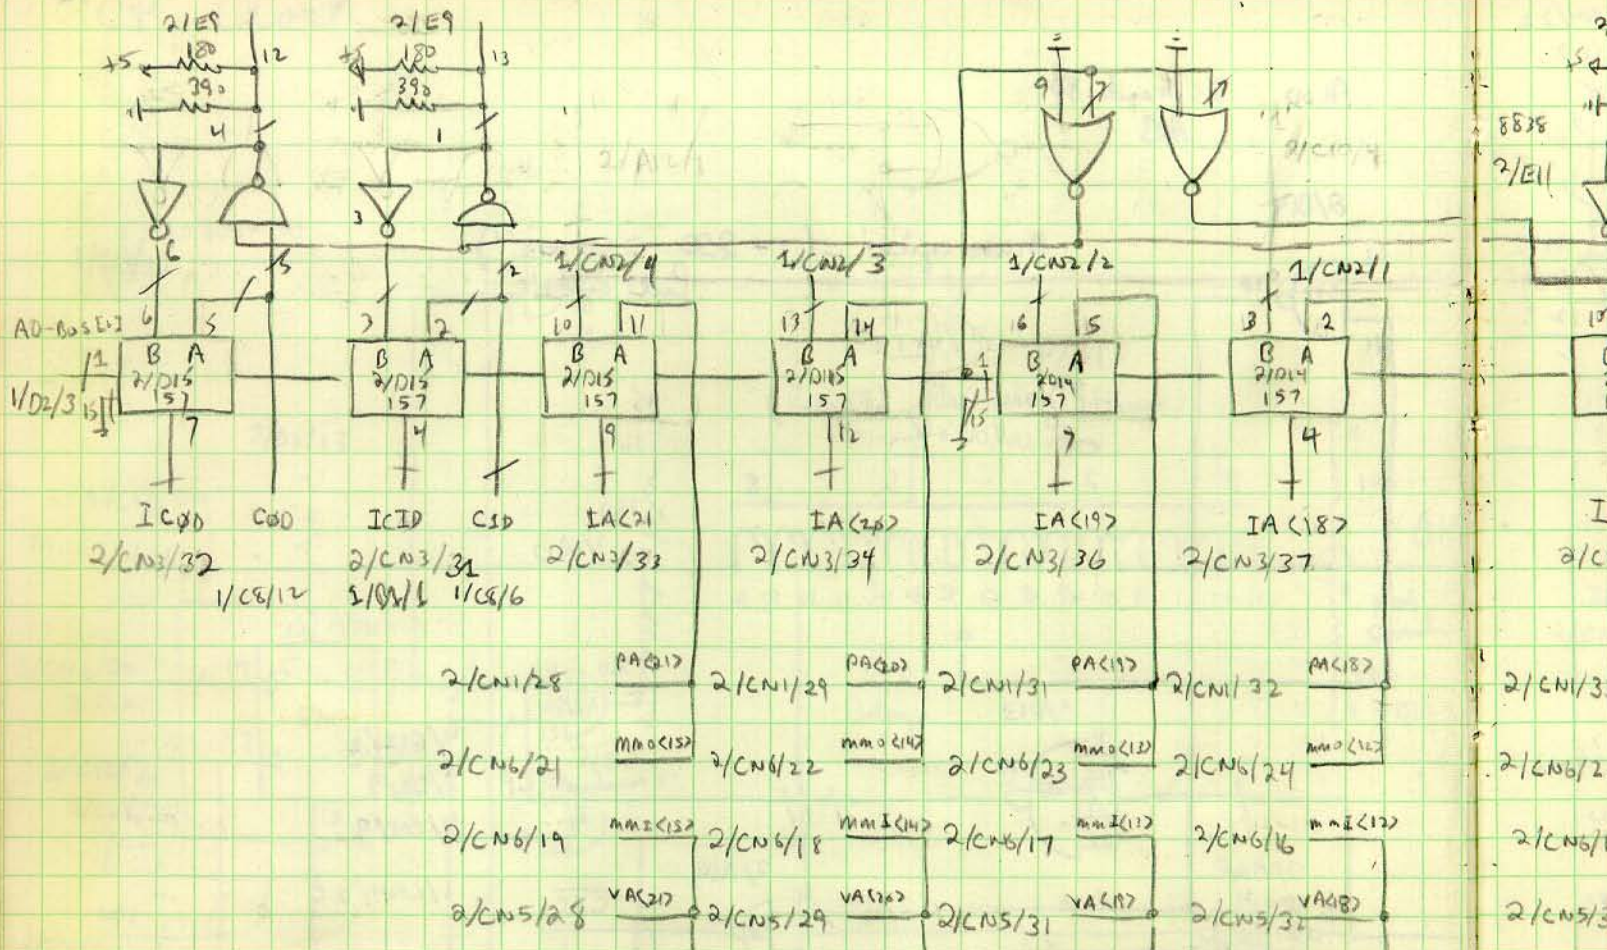 2/E9 2/E9
+5 180 12 180 13
390 390
4 1 9
8838
2/E11
3
6 5 2
1/CN2/4 1/CN2/3 1/CN2/2 1/CN2/1
6 5 3 2 10 11 13 14 6 5 3 2
B A B A B A B A B A B A
1 2/D15 2/D15 2/D15 2/D15 1 2/D14 2/D14
1/D2/3 15 157 157 157 157 15 157 157
7 4 9 12 7 4
ICØD CØD IC1D C1D IA<21 IA<20> IA<19> IA<18>
2/CN3/32 2/CN3/31 2/CN3/33 2/CN3/34 2/CN3/36 2/CN3/37
1/C8/12 1/C8/6
2/CN1/28 PA<21> 2/CN1/29 PA<20> 2/CN1/31 PA<19> 2/CN1/32 PA<18> 2/CN1/3
2/CN6/21 mmo<15> 2/CN6/22 mmo<14> 2/CN6/23 mmo<13> 2/CN6/24 mmo<12> 2/CN6/2
2/CN6/19 mmI<15> 2/CN6/18 mmI<14> 2/CN6/17 mmI<13> 2/CN6/16 mmI<12> 2/CN6/1
2/CN5/28 VA<21> 2/CN5/29 VA<20> 2/CN5/31 VA<19> 2/CN5/32 VA<18> 2/CN5/3